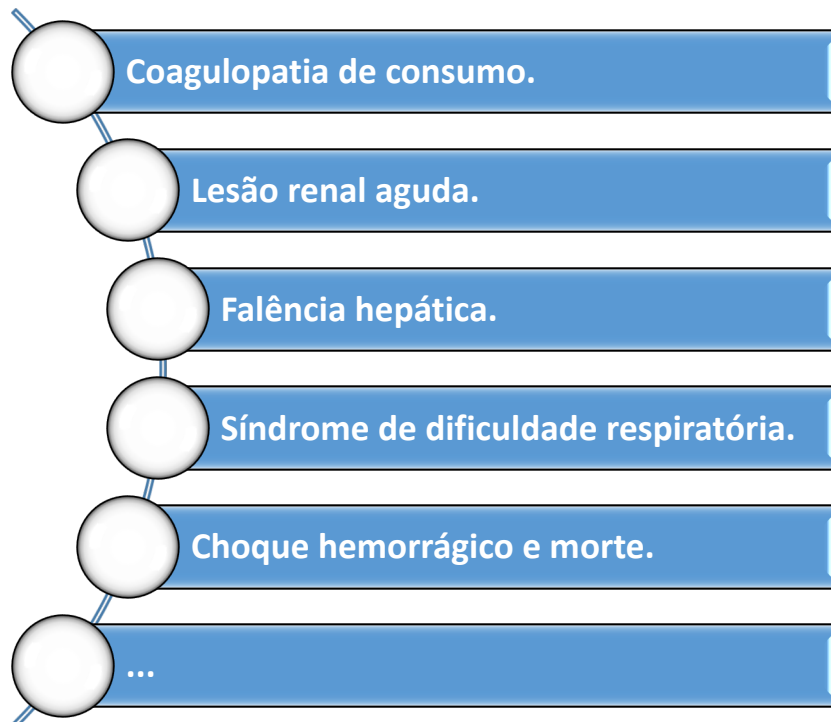 Coagulopatia de consumo.
Lesão renal aguda.
Falência hepática.
Síndrome de dificuldade respiratória.
Choque hemorrágico e morte.
...